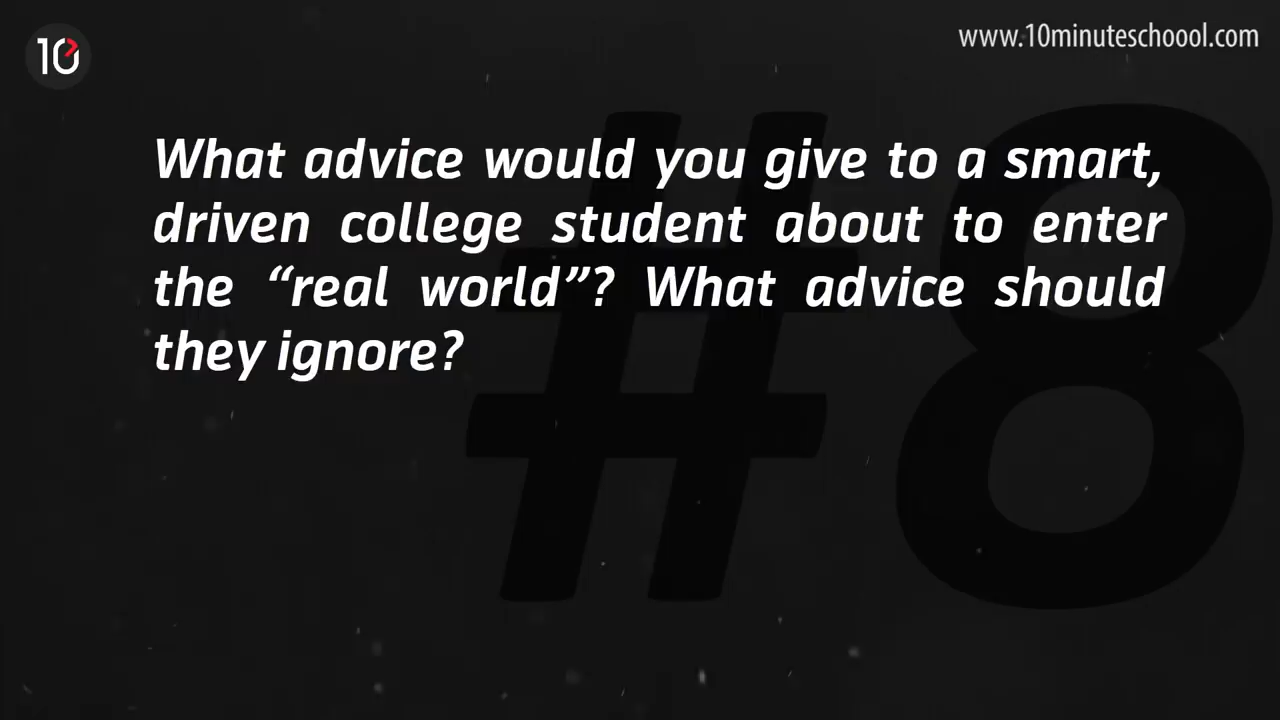 10
www.10minuteschoool.com
#8
What advice would you give to a smart,
driven college student about to enter
the “real world”? What advice should
they ignore?